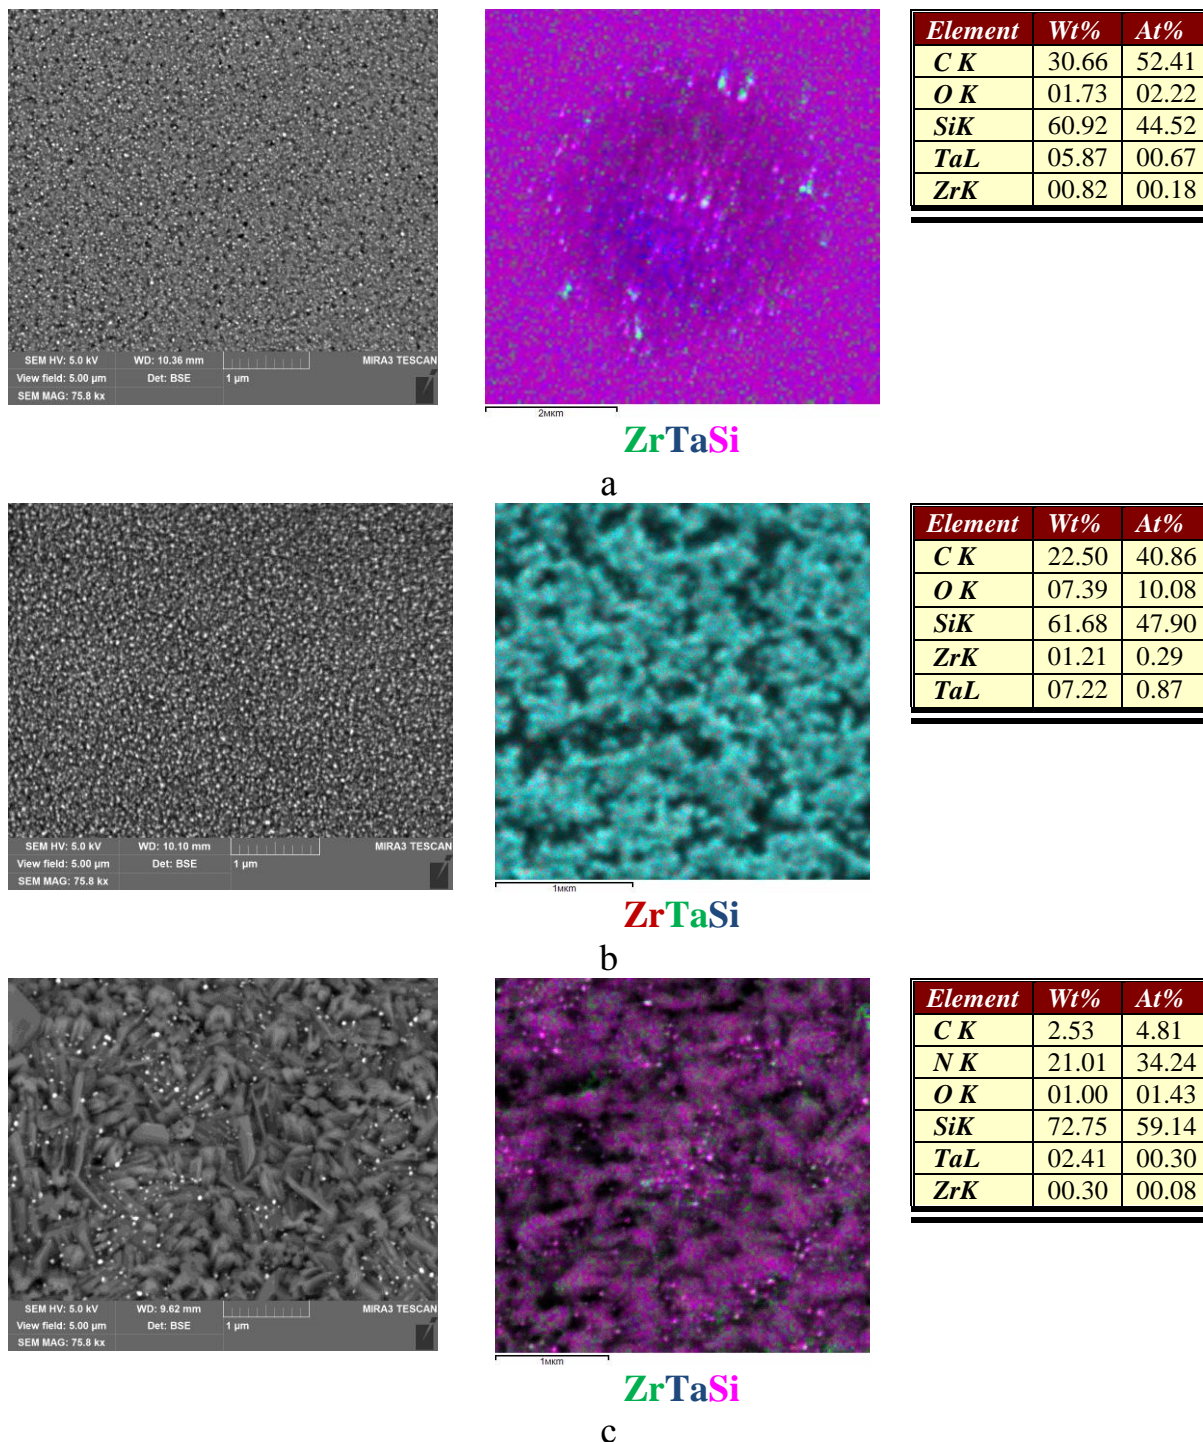 SEM HV: 5.0 kV WD: 10.36 mm MIRA3 TESCAN
View field: 5.00 µm Det: BSE 1 µm
SEM MAG: 75.8 kx
2мкm
ZrTaSi
Element Wt% At%
C K 30.66 52.41
O K 01.73 02.22
SiK 60.92 44.52
TaL 05.87 00.67
ZrK 00.82 00.18
a
SEM HV: 5.0 kV WD: 10.10 mm MIRA3 TESCAN
View field: 5.00 µm Det: BSE 1 µm
SEM MAG: 75.8 kx
1мкm
ZrTaSi
Element Wt% At%
C K 22.50 40.86
O K 07.39 10.08
SiK 61.68 47.90
ZrK 01.21 0.29
TaL 07.22 0.87
b
SEM HV: 5.0 kV WD: 9.62 mm MIRA3 TESCAN
View field: 5.00 µm Det: BSE 1 µm
SEM MAG: 75.8 kx
1мкm
ZrTaSi
Element Wt% At%
C K 2.53 4.81
N K 21.01 34.24
O K 01.00 01.43
SiK 72.75 59.14
TaL 02.41 00.30
ZrK 00.30 00.08
c